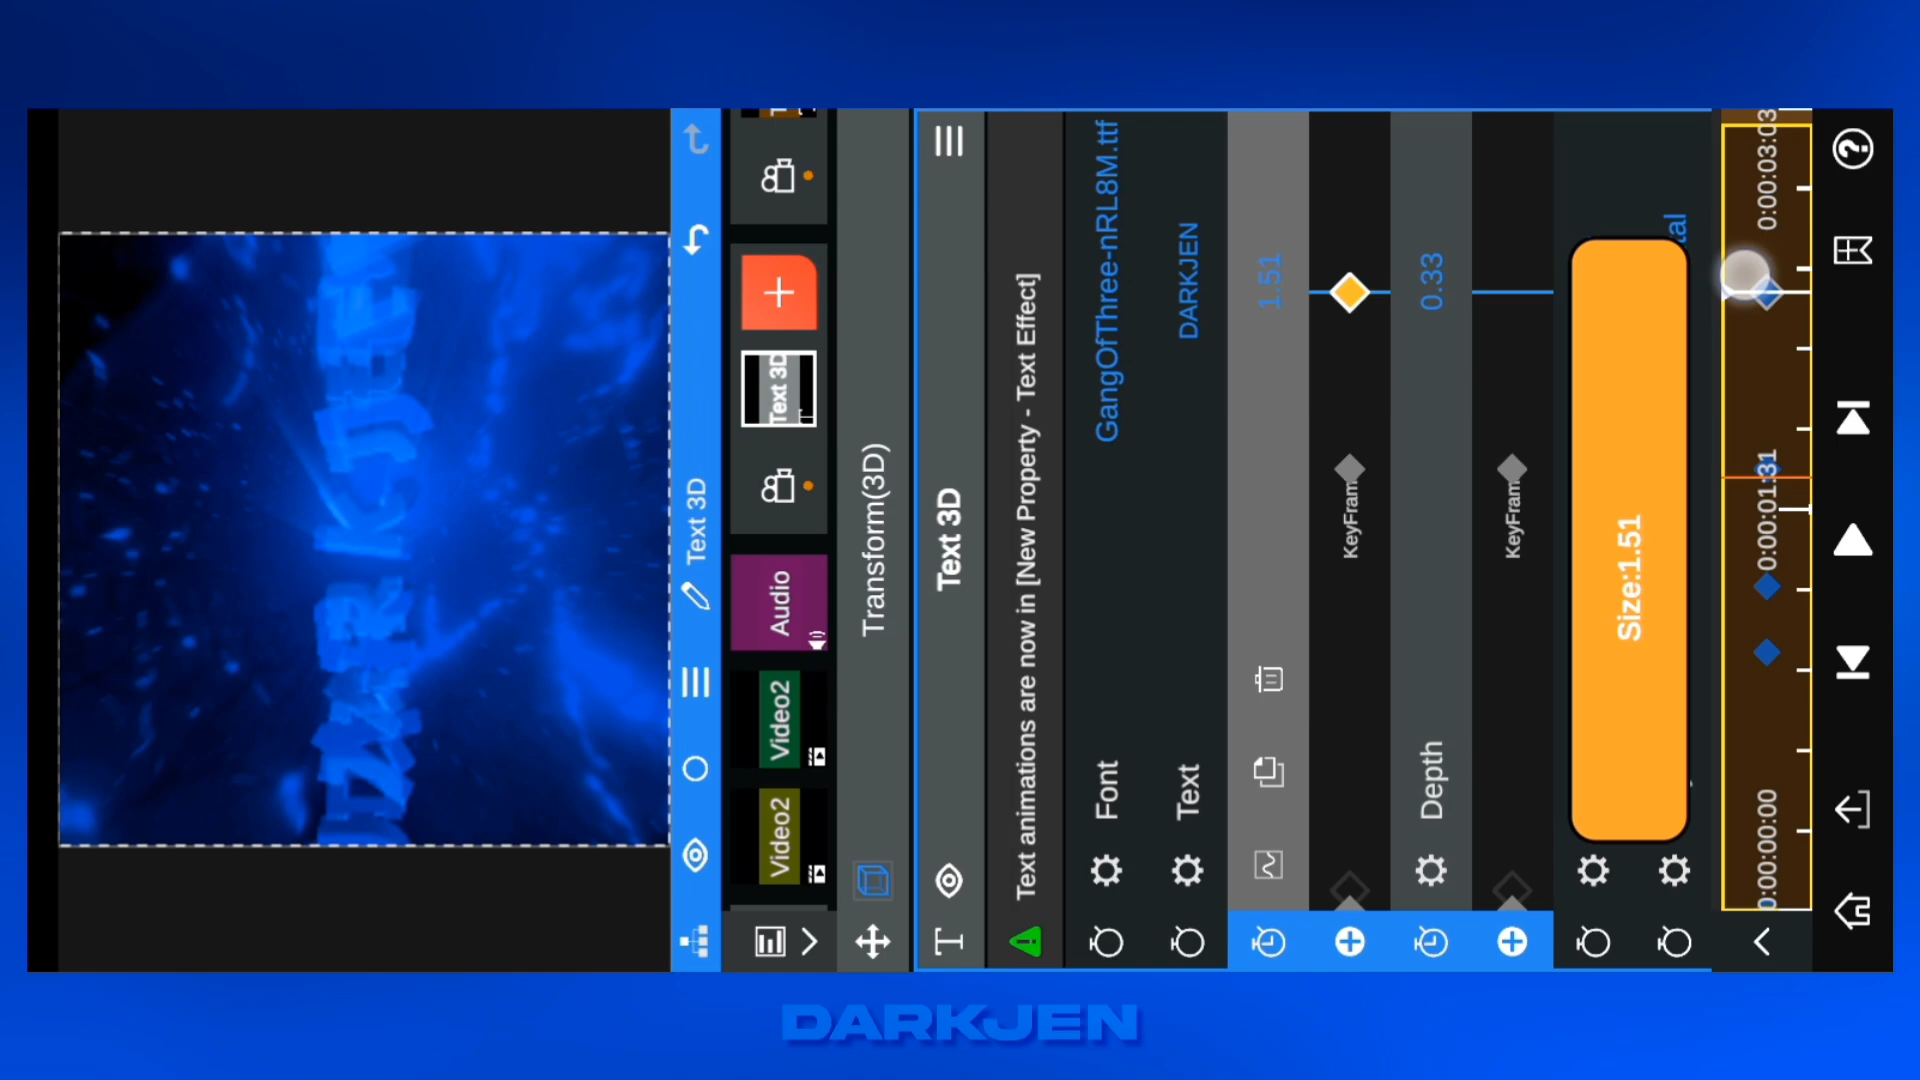 Text 3D
Text 3D
Audio
Video2
Video2
Transform(3D)
Text 3D
Text animations are now in [New Property - Text Effect]
Font
GangOfThree-nRL8M.ttf
Text
DARKJEN
1.51
KeyFram
Depth
0.33
KeyFram
Size:1.51
0:00:00:00
0:00:01:31
0:00:03:03
DARKJEN